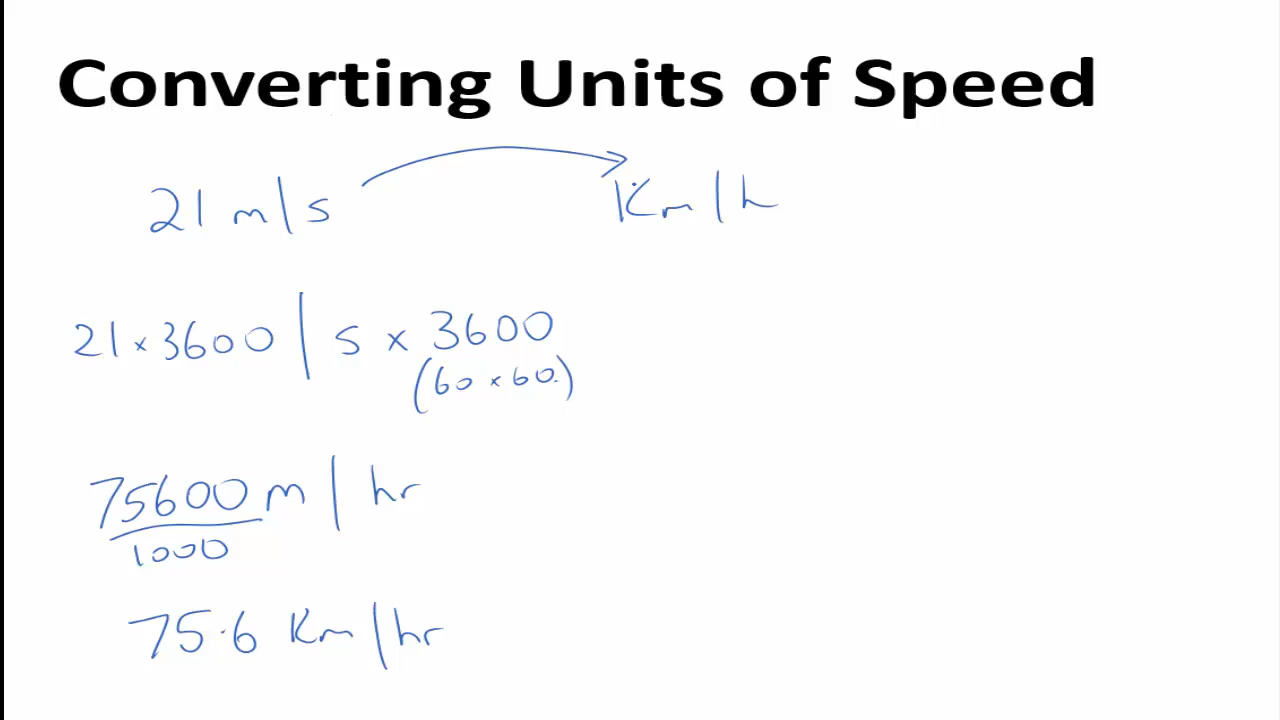 Converting Units of Speed
21 m/s Km/h
21 × 3600 | s × 3600
(60 × 60)
75600 m / hr
1000
75.6 Km/hr